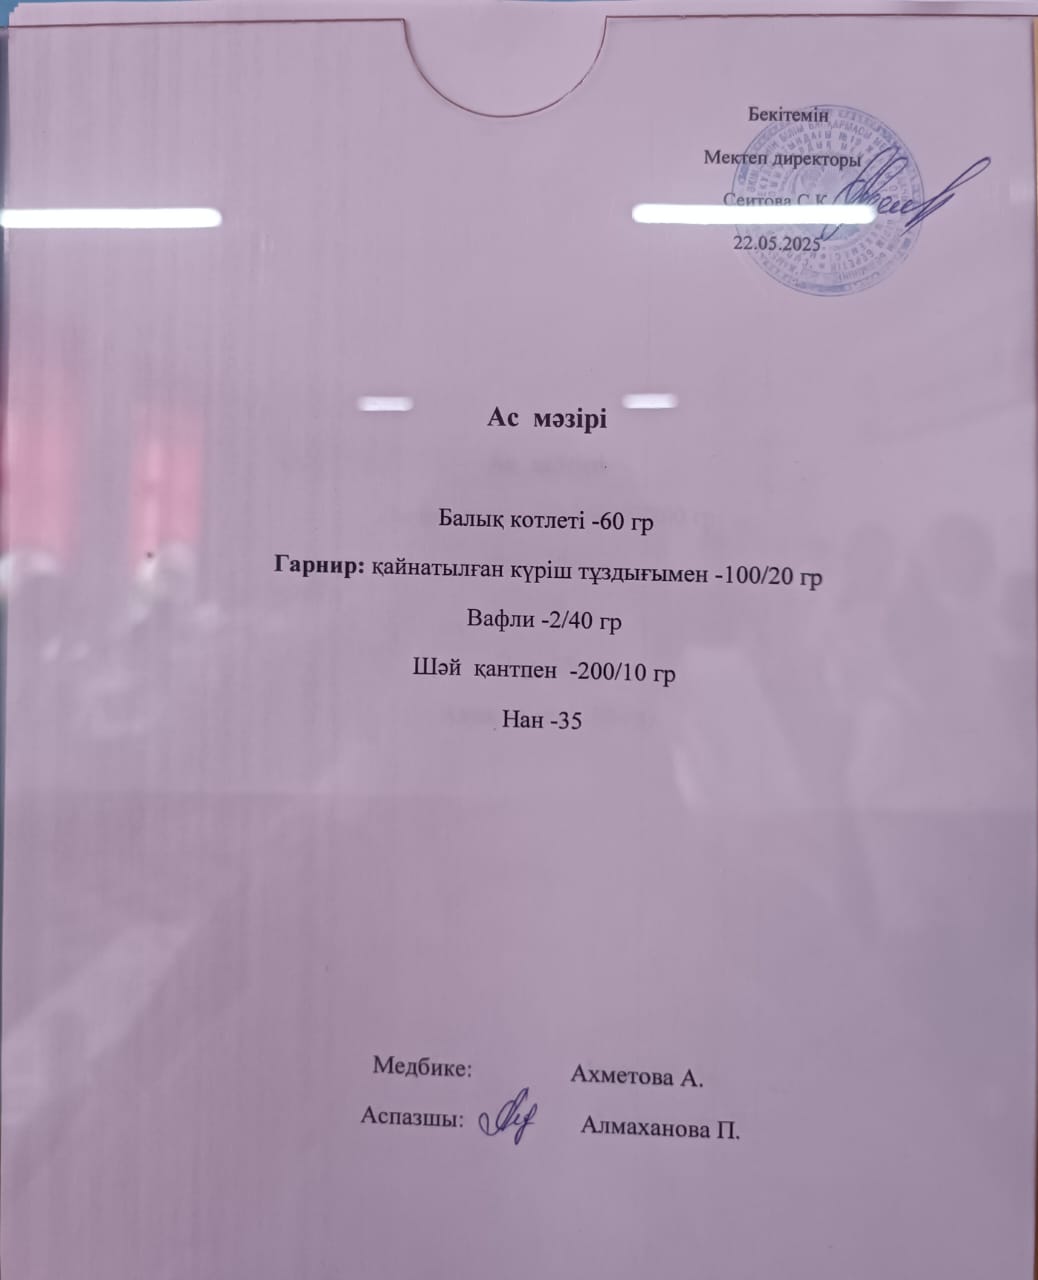 Бекітемін
Мектеп директоры
Сеитова С.К
22.05.2025
Ас мәзірі
Балық котлеті -60 гр
Гарнир: қайнатылған күріш тұздығымен -100/20 гр
Вафли -2/40 гр
Шәй қантпен -200/10 гр
Нан -35
Медбике: Ахметова А.
Аспазшы: Алмаханова П.